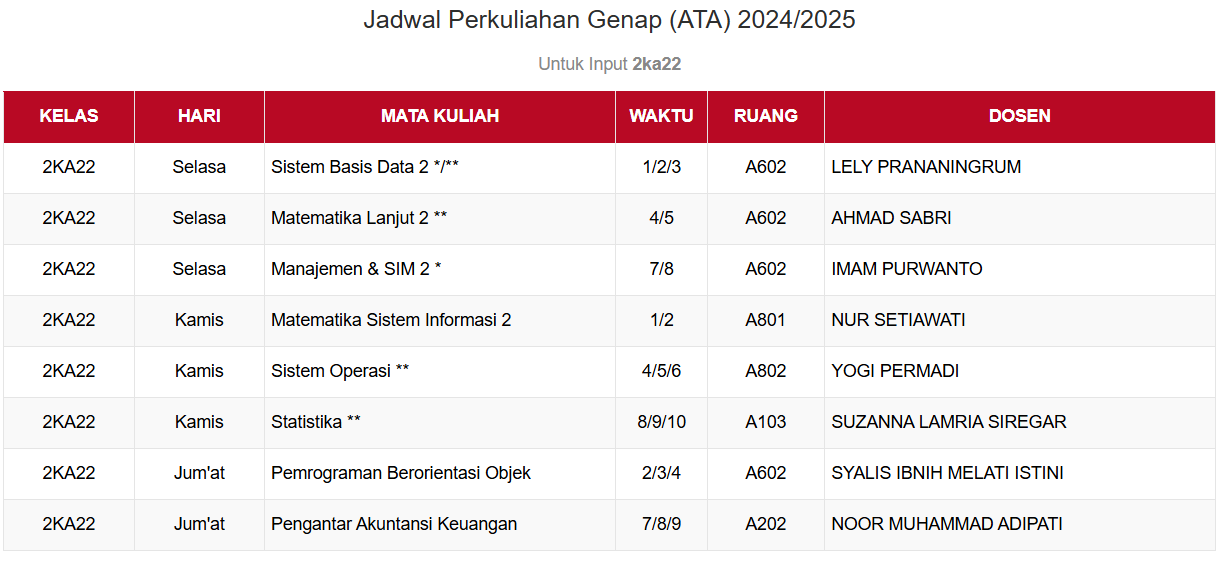 Jadwal Perkuliahan Genap (ATA) 2024/2025
Untuk Input 2ka22
KELAS HARI MATA KULIAH WAKTU RUANG DOSEN
2KA22 Selasa Sistem Basis Data 2 */** 1/2/3 A602 LELY PRANANINGRUM
2KA22 Selasa Matematika Lanjut 2 ** 4/5 A602 AHMAD SABRI
2KA22 Selasa Manajemen & SIM 2 * 7/8 A602 IMAM PURWANTO
2KA22 Kamis Matematika Sistem Informasi 2 1/2 A801 NUR SETIAWATI
2KA22 Kamis Sistem Operasi ** 4/5/6 A802 YOGI PERMADI
2KA22 Kamis Statistika ** 8/9/10 A103 SUZANNA LAMRIA SIREGAR
2KA22 Jum'at Pemrograman Berorientasi Objek 2/3/4 A602 SYALIS IBNIH MELATI ISTINI
2KA22 Jum'at Pengantar Akuntansi Keuangan 7/8/9 A202 NOOR MUHAMMAD ADIPATI